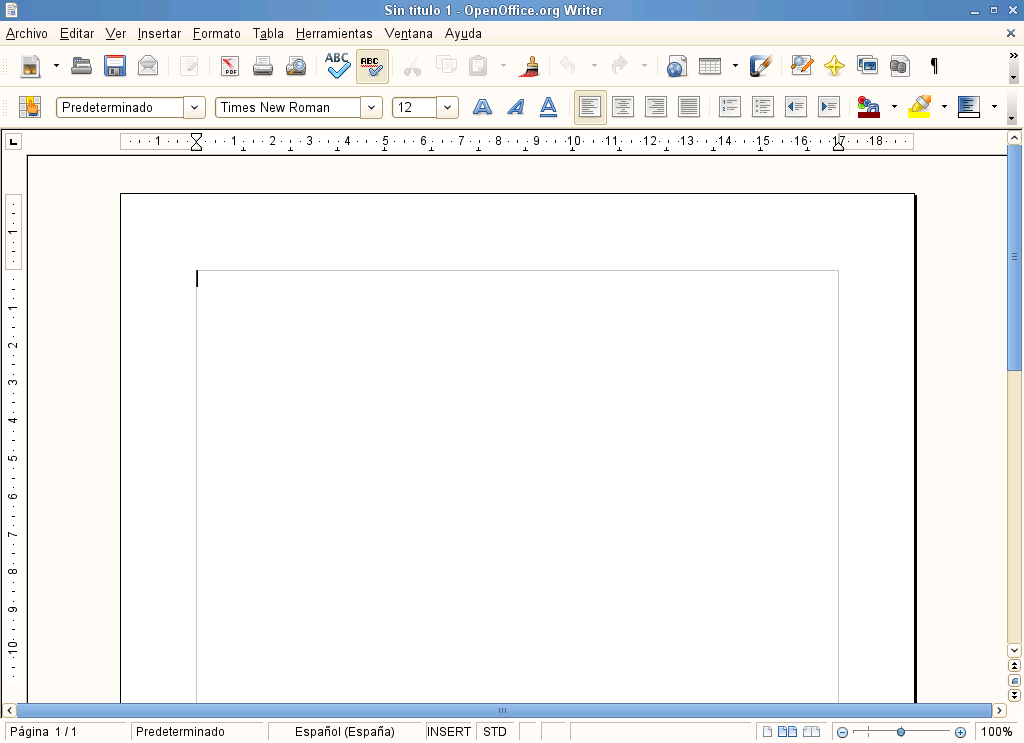 Sin título 1 - OpenOffice.org Writer
Archivo Editar Ver Insertar Formato Tabla Herramientas Ventana Ayuda
PDF ABC ABC
Predeterminado Times New Roman 12
1 1 2 3 4 5 6 7 8 9 10 11 12 13 14 15 16 17 18
1
1
2
3
4
5
6
7
8
9
10
Página 1 / 1 Predeterminado Español (España) INSERT STD 100%